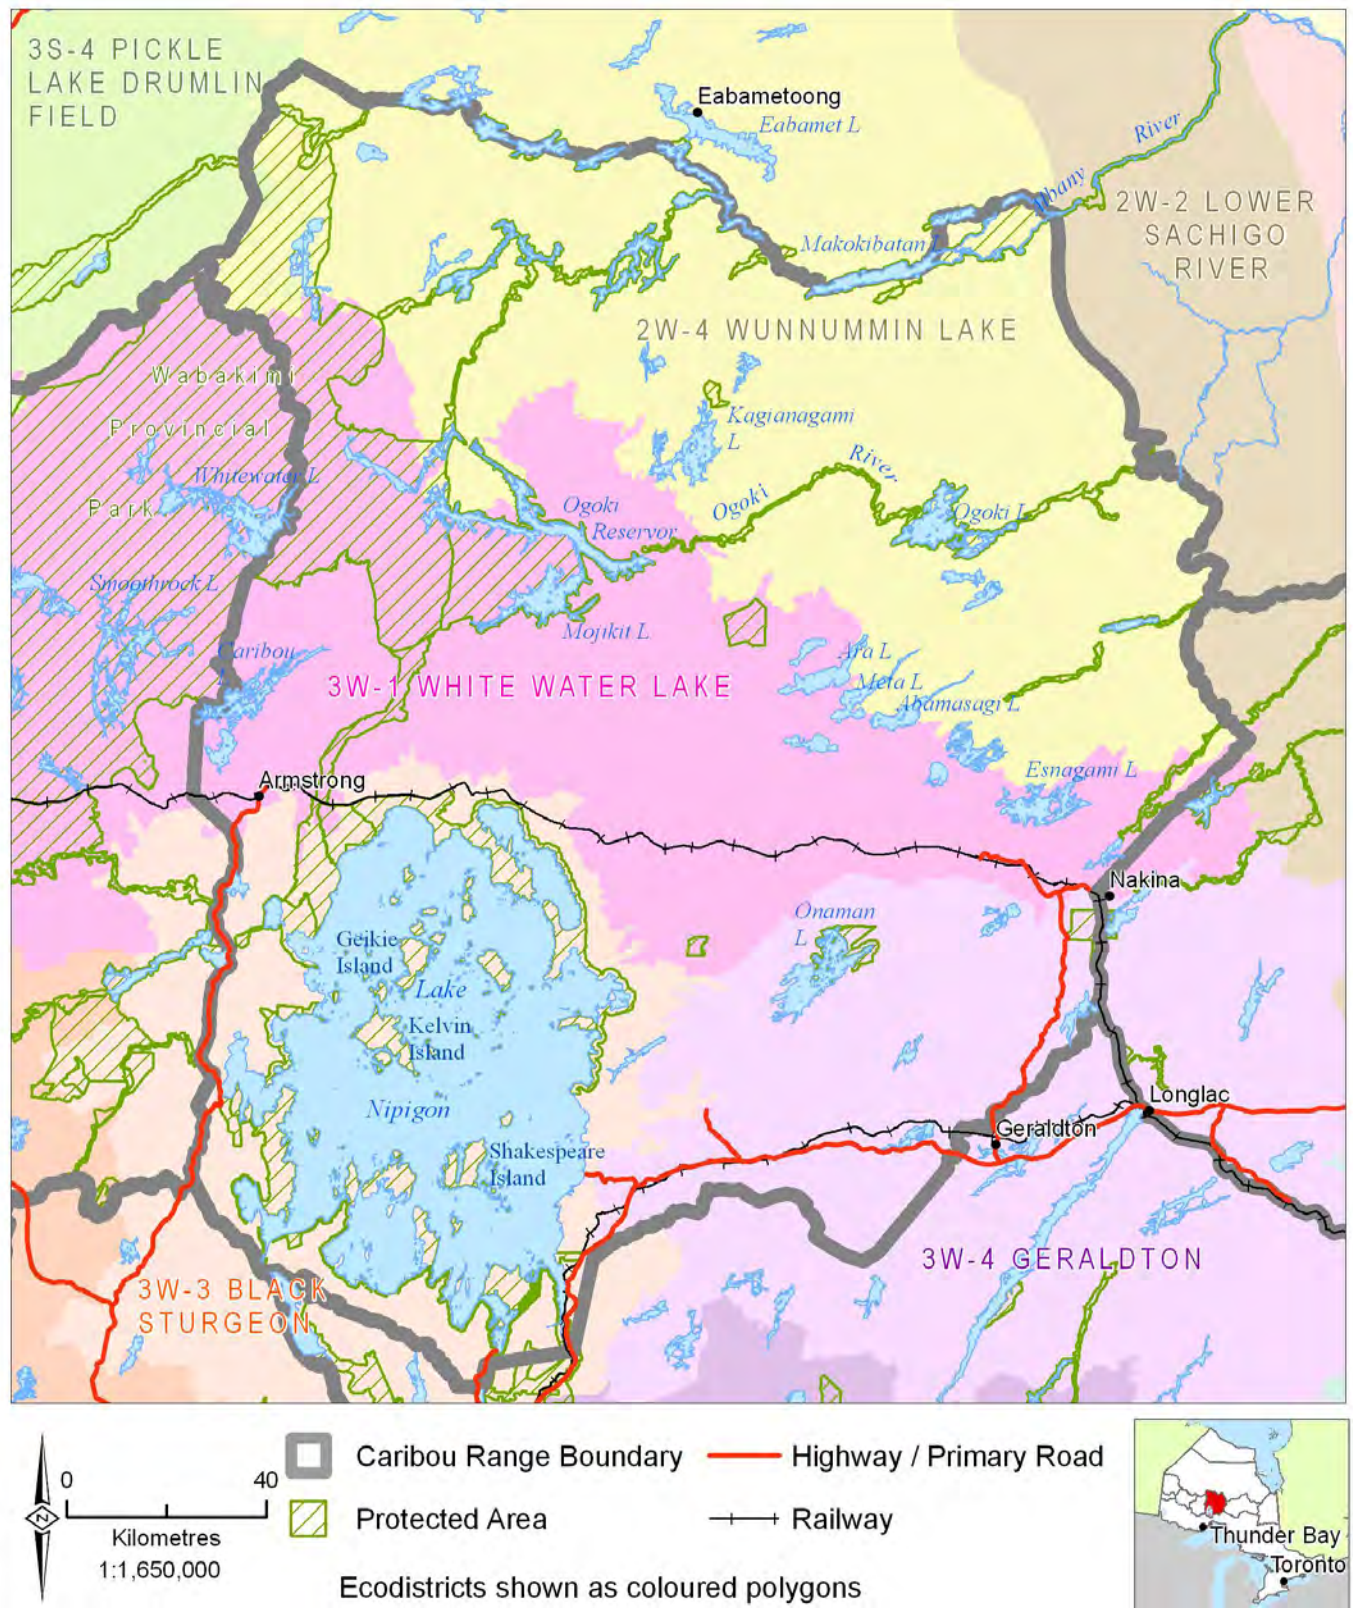 3S-4 PICKLE
LAKE DRUMLIN
FIELD
Eabametoong
Eabamet L
River
Albany
2W-2 LOWER
SACHIGO
RIVER
Makokibatan L
2W-4 WUNNUMMIN LAKE
Wabakimi
Provincial
Park
Kagianagami
L
Whitewater L
River
Ogoki
Ogoki
Reservor
Ogoki L
Smoothrock L
Mojikit L
Caribou
Ara L
Meta L
Abamasagi L
3W-1 WHITE WATER LAKE
Esnagami L
Armstrong
Nakina
Onaman
L
Geikie
Island
Lake
Kelvin
Island
Nipigon
Longlac
Geraldton
Shakespeare
Island
3W-4 GERALDTON
3W-3 BLACK
STURGEON
N
0 40
Kilometres
1:1,650,000
Caribou Range Boundary
Highway / Primary Road
Protected Area
Railway
Ecodistricts shown as coloured polygons
Thunder Bay
Toronto